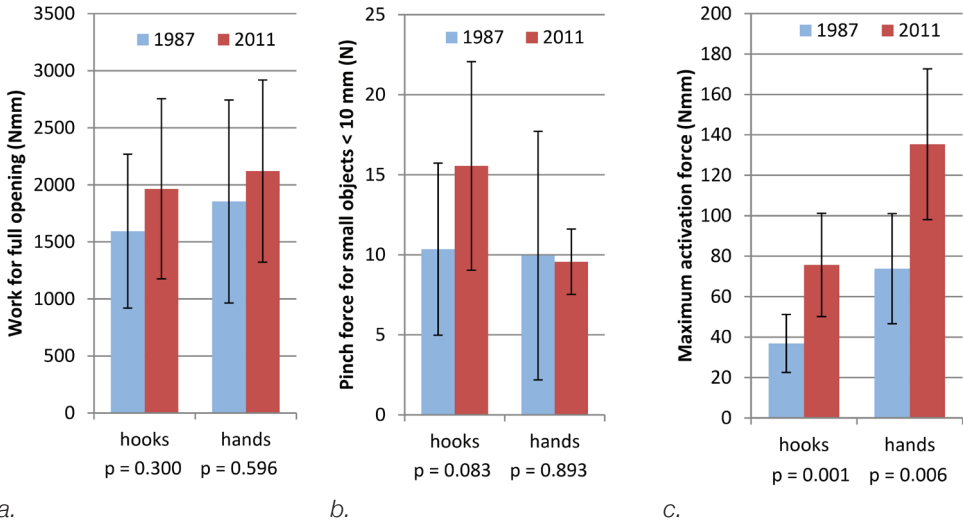 Work for full opening (Nmm)
3500
3000
2500
2000
1500
1000
500
0
1987 2011
hooks hands
p = 0.300 p = 0.596
a.
Pinch force for small objects < 10 mm (N)
25
20
15
10
5
0
1987 2011
hooks hands
p = 0.083 p = 0.893
b.
Maximum activation force (Nmm)
200
180
160
140
120
100
80
60
40
20
0
1987 2011
hooks hands
p = 0.001 p = 0.006
c.